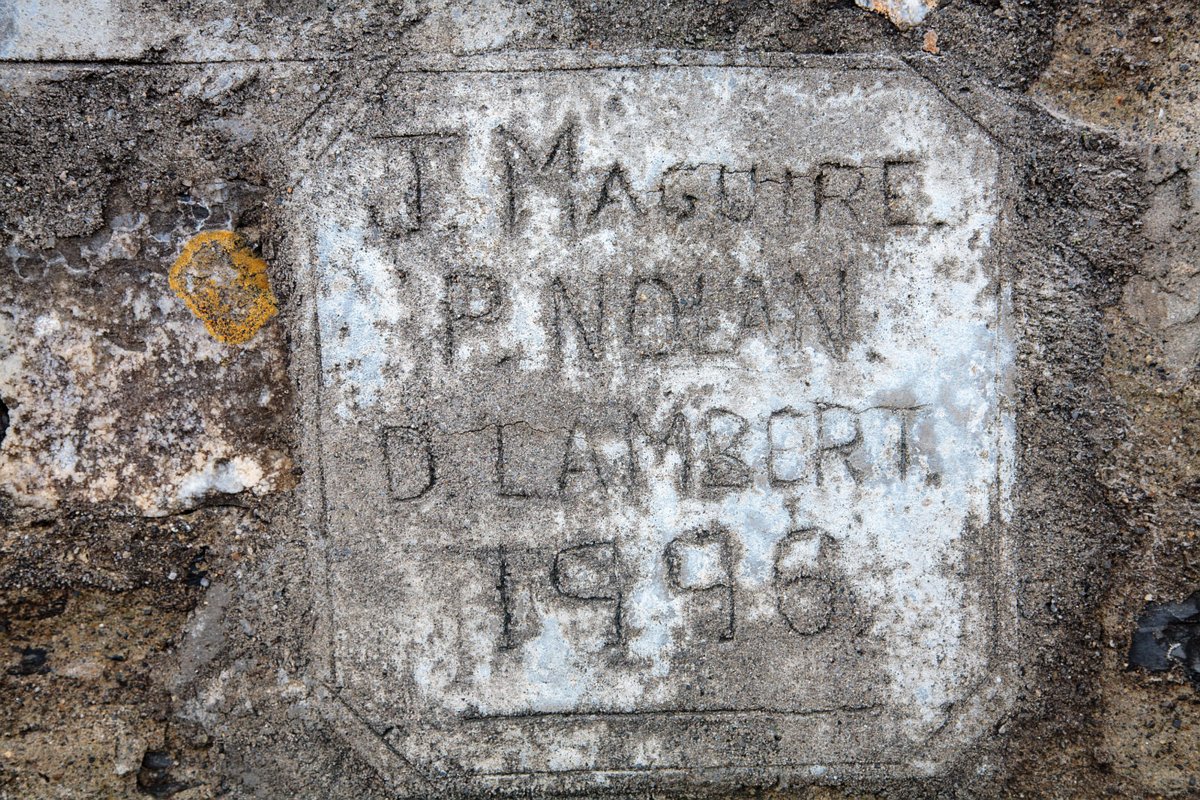 J MAGUIRE.
P. NOLAN
D. LAMBERT.
1996